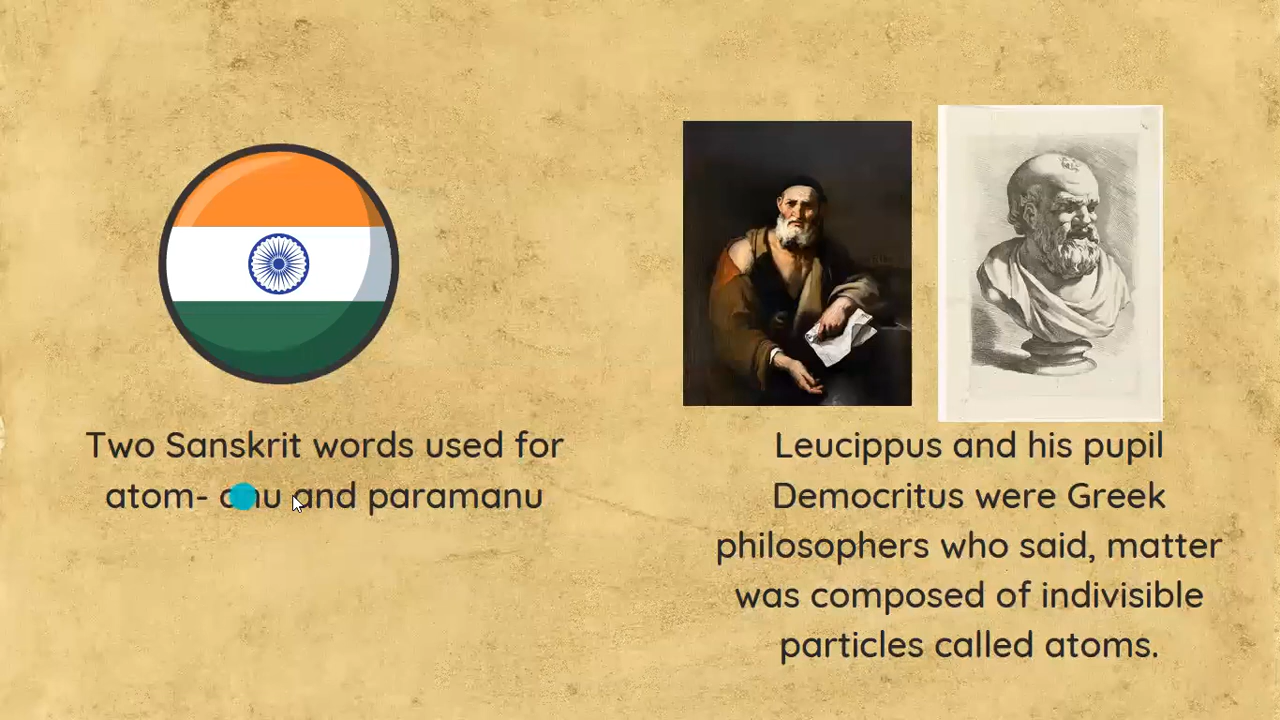 Two Sanskrit words used for
atom- anu and paramanu
Leucippus and his pupil
Democritus were Greek
philosophers who said, matter
was composed of indivisible
particles called atoms.